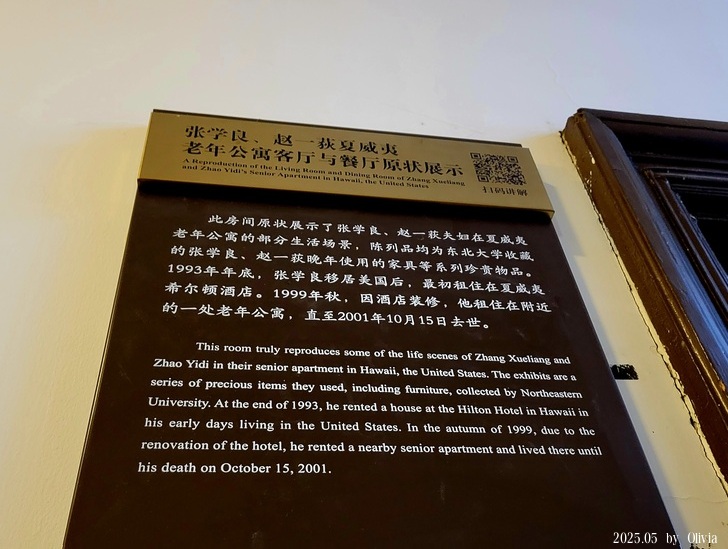 张学良、赵一荻夏威夷
老年公寓客厅与餐厅原状展示
A Reproduction of the Living Room and Dining Room of Zhang Xueliang
and Zhao Yidi's Senior Apartment in Hawaii, the United States
扫码讲解
此房间原状展示了张学良、赵一荻夫妇在夏威夷
老年公寓的部分生活场景，陈列品均为东北大学收藏
的张学良、赵一荻晚年使用的家具等系列珍贵物品。
1993年年底，张学良移居美国后，最初租住在夏威夷
希尔顿酒店。1999年秋，因酒店装修，他租住在附近
的一处老年公寓，直至2001年10月15日去世。
This room truly reproduces some of the life scenes of Zhang Xueliang and
Zhao Yidi in their senior apartment in Hawaii, the United States. The exhibits are a
series of precious items they used, including furniture, collected by Northeastern
University. At the end of 1993, he rented a house at the Hilton Hotel in Hawaii in
his early days living in the United States. In the autumn of 1999, due to the
renovation of the hotel, he rented a nearby senior apartment and lived there until
his death on October 15, 2001.
2025.05 by Olivia